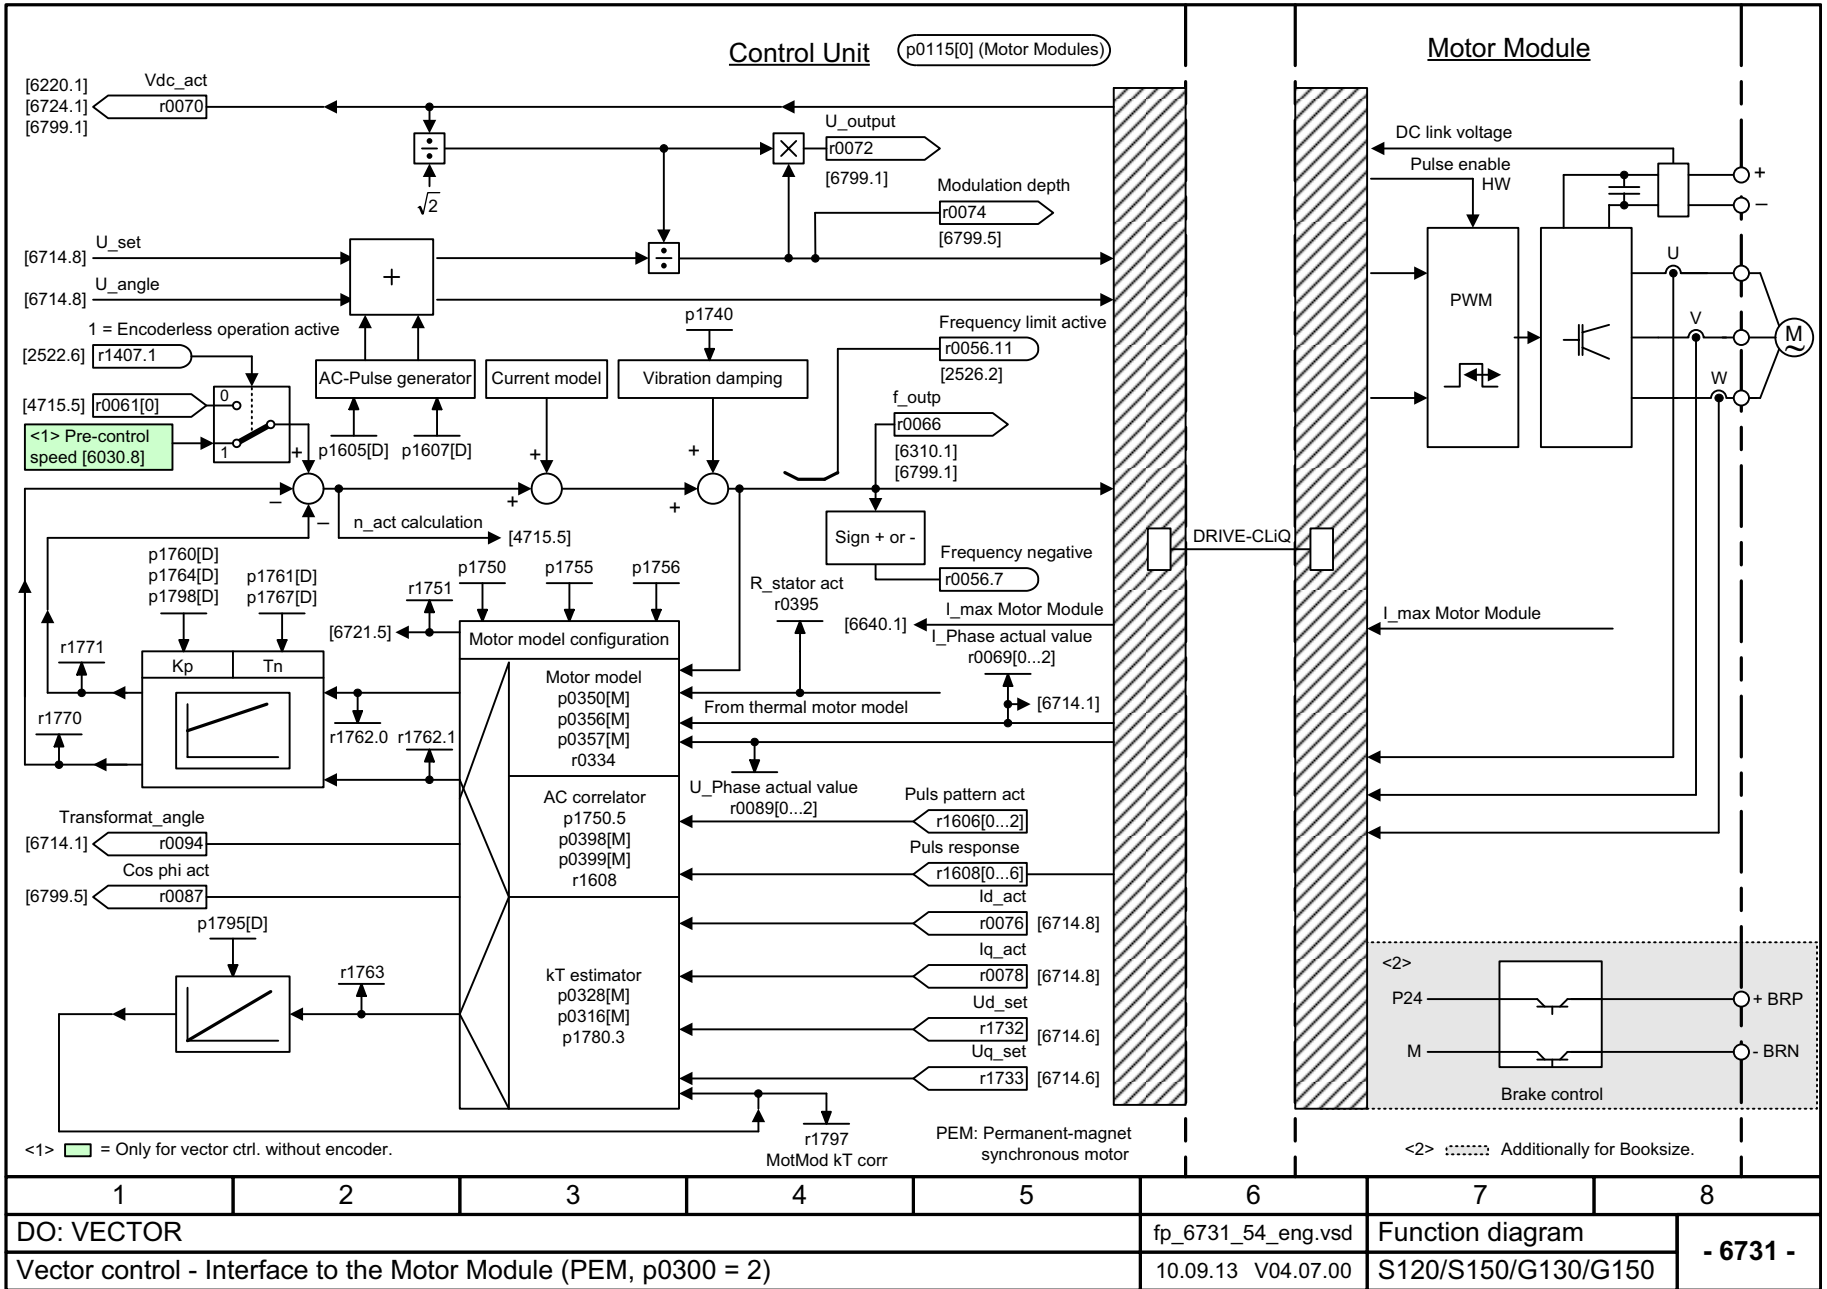 Control Unit
p0115[0] (Motor Modules)
Motor Module
[6220.1]
[6724.1]
[6799.1]
Vdc_act
r0070
÷
√2
×
U_output
r0072
[6799.1]
Modulation depth
r0074
[6799.5]
DC link voltage
Pulse enable
HW
+
−
[6714.8]
U_set
[6714.8]
U_angle
+
÷
PWM
U
V
W
M
~
1 = Encoderless operation active
[2522.6]
r1407.1
[4715.5]
r0061[0]
0
1
<1> Pre-control
speed [6030.8]
AC-Pulse generator
p1605[D]
p1607[D]
Current model
p1740
Vibration damping
Frequency limit active
r0056.11
[2526.2]
f_outp
r0066
[6310.1]
[6799.1]
+
−
−
+
+
+
+
n_act calculation
[4715.5]
Sign + or -
Frequency negative
r0056.7
DRIVE-CLiQ
p1760[D]
p1764[D]
p1798[D]
p1761[D]
p1767[D]
r1751
[6721.5]
p1750
p1755
p1756
R_stator act
r0395
I_max Motor Module
[6640.1]
I_Phase actual value
r0069[0...2]
[6714.1]
I_max Motor Module
r1771
r1770
Kp
Tn
r1762.0
r1762.1
Motor model configuration
Motor model
p0350[M]
p0356[M]
p0357[M]
r0334
From thermal motor model
U_Phase actual value
r0089[0...2]
AC correlator
p1750.5
p0398[M]
p0399[M]
r1608
Puls pattern act
r1606[0...2]
Puls response
r1608[0...6]
Transformat_angle
[6714.1]
r0094
Cos phi act
[6799.5]
r0087
Id_act
r0076
[6714.8]
Iq_act
r0078
[6714.8]
Ud_set
r1732
[6714.6]
Uq_set
r1733
[6714.6]
p1795[D]
r1763
kT estimator
p0328[M]
p0316[M]
p1780.3
r1797
MotMod kT corr
<2>
P24
M
+ BRP
- BRN
Brake control
<1>
= Only for vector ctrl. without encoder.
PEM: Permanent-magnet
synchronous motor
<2>
Additionally for Booksize.
1 2 3 4 5 6 7 8
DO: VECTOR
fp_6731_54_eng.vsd
Function diagram
- 6731 -
Vector control - Interface to the Motor Module (PEM, p0300 = 2)
10.09.13 V04.07.00
S120/S150/G130/G150